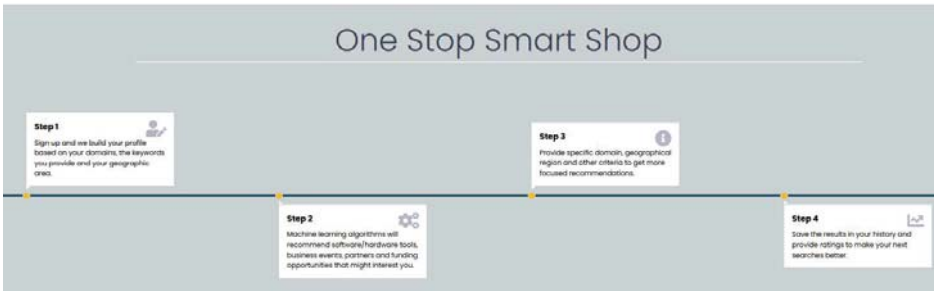 One Stop Smart Shop
Step 1
Sign up and we build your profile
based on your domains, the keywords
you provide and your geographic
area.
Step 2
Machine learning algorithms will
recommend software/hardware tools,
business events, partners and funding
opportunities that might interest you.
Step 3
Provide specific domain, geographical
region and other criteria to get more
focused recommendations.
Step 4
Save the results in your history and
provide ratings to make your next
searches better.